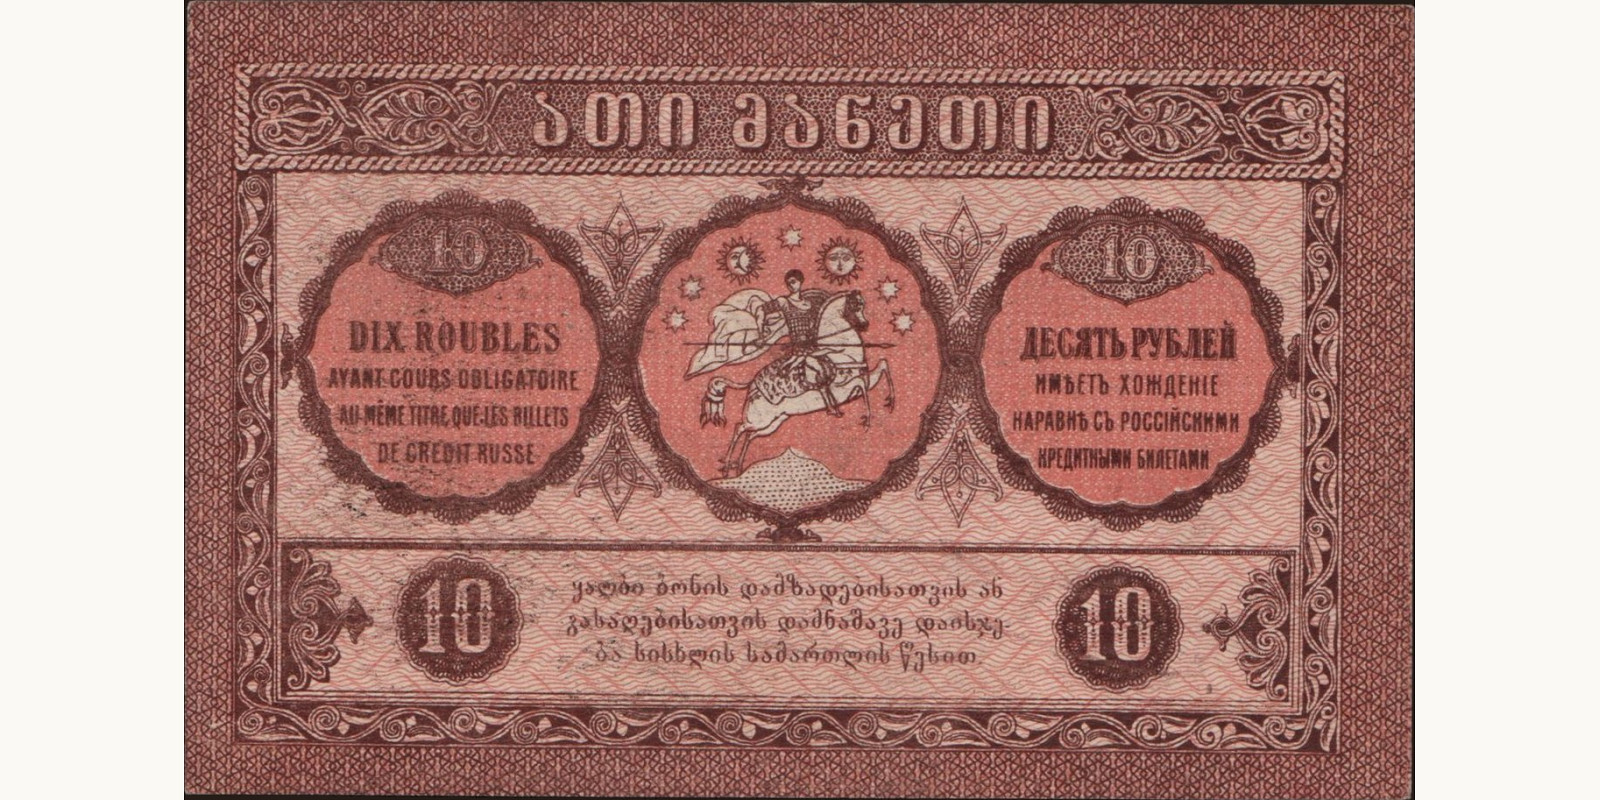 ათი მანეთი
10
DIX ROUBLES
AYANT COURS OBLIGATOIRE
AU MÊME TITRE QUE LES BILLETS
DE CREDIT RUSSE
10
ДЕСЯТЬ РУБЛЕЙ
ИМѢЕТЪ ХОЖДЕНІЕ
НАРАВНѢ СЪ РОССІЙСКИМИ
КРЕДИТНЫМИ БИЛЕТАМИ
10
ყალბი ბონის დამზადებისათვის ან
გასაღებისათვის დამნაშავე დაისჯე-
ბა სისხლის სამართლის წესით
10